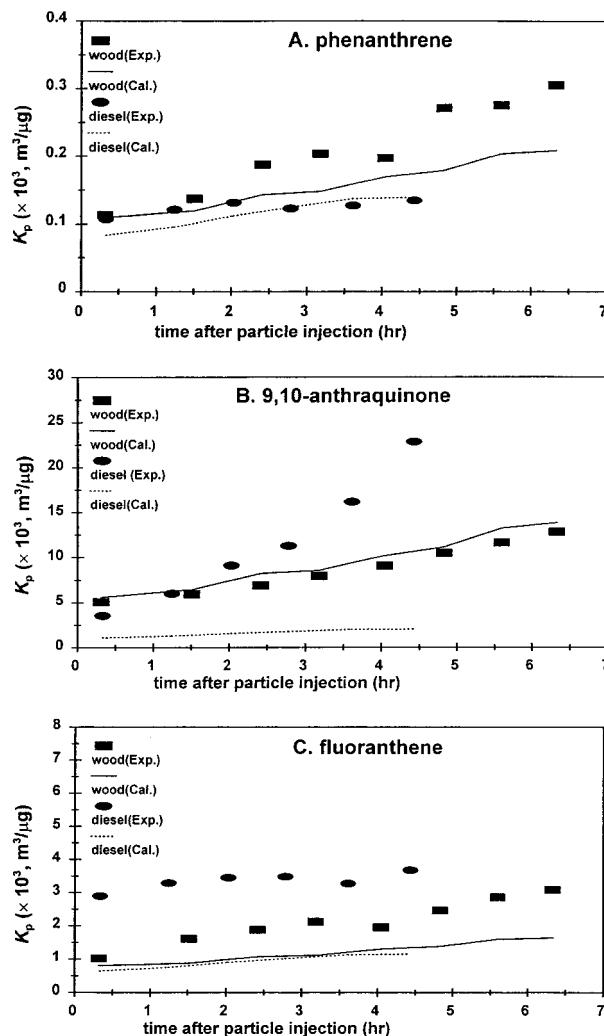 A. phenanthrene
wood(Exp.)
wood(Cal.)
diesel(Exp.)
diesel(Cal.)
0.4
0.3
0.2
0.1
0
Kp (× 10³, m³/μg)
0 1 2 3 4 5 6 7
time after particle injection (hr)
B. 9,10-anthraquinone
wood(Exp.)
wood(Cal.)
diesel (Exp.)
diesel(Cal.)
30
25
20
15
10
5
0
Kp (× 10³, m³/μg)
0 1 2 3 4 5 6 7
time after particle injection (hr)
C. fluoranthene
wood(Exp.)
wood(Cal.)
diesel(Exp.)
diesel(Cal.)
8
7
6
5
4
3
2
1
0
Kp (× 10³, m³/μg)
0 1 2 3 4 5 6 7
time after particle injection (hr)